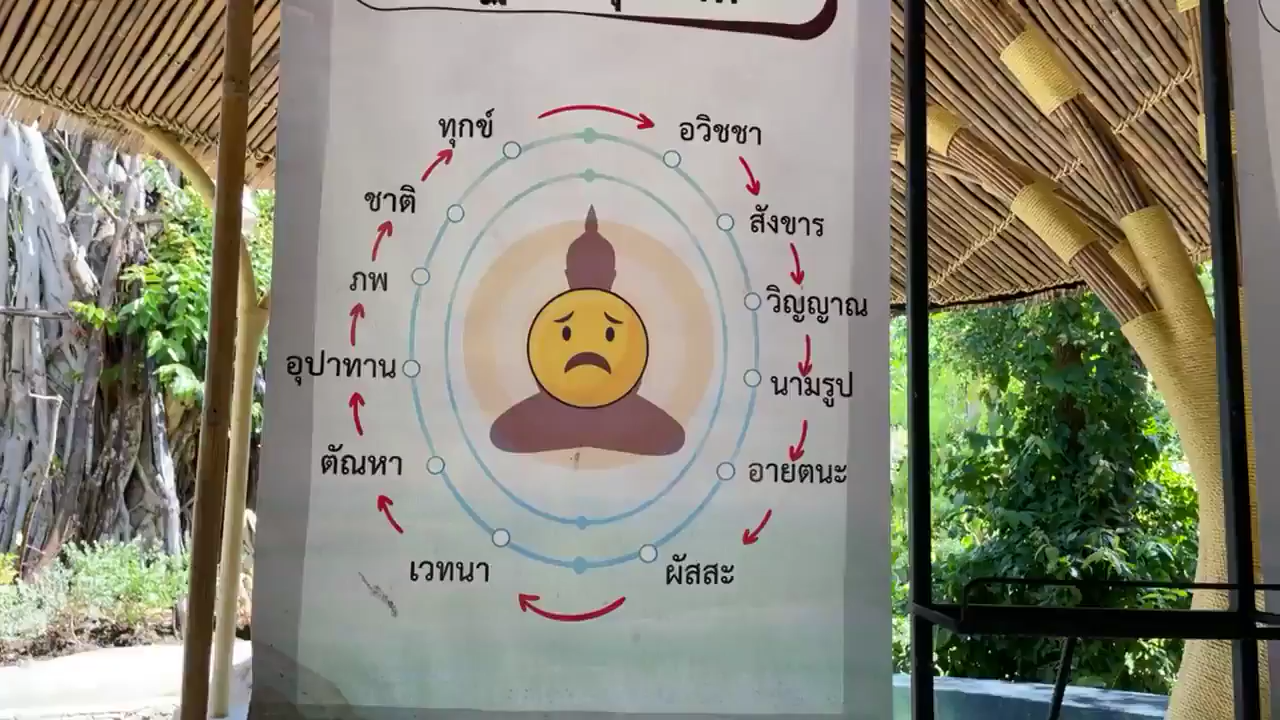 ทุกข์
อวิชชา
สังขาร
วิญญาณ
นามรูป
อายตนะ
ผัสสะ
เวทนา
ตัณหา
อุปาทาน
ภพ
ชาติ